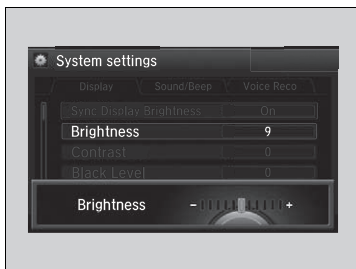 System settings
Display Sound/Beep Voice Reco
Sync Display Brightness On
Brightness 9
Contrast 0
Black Level 0
Brightness - +